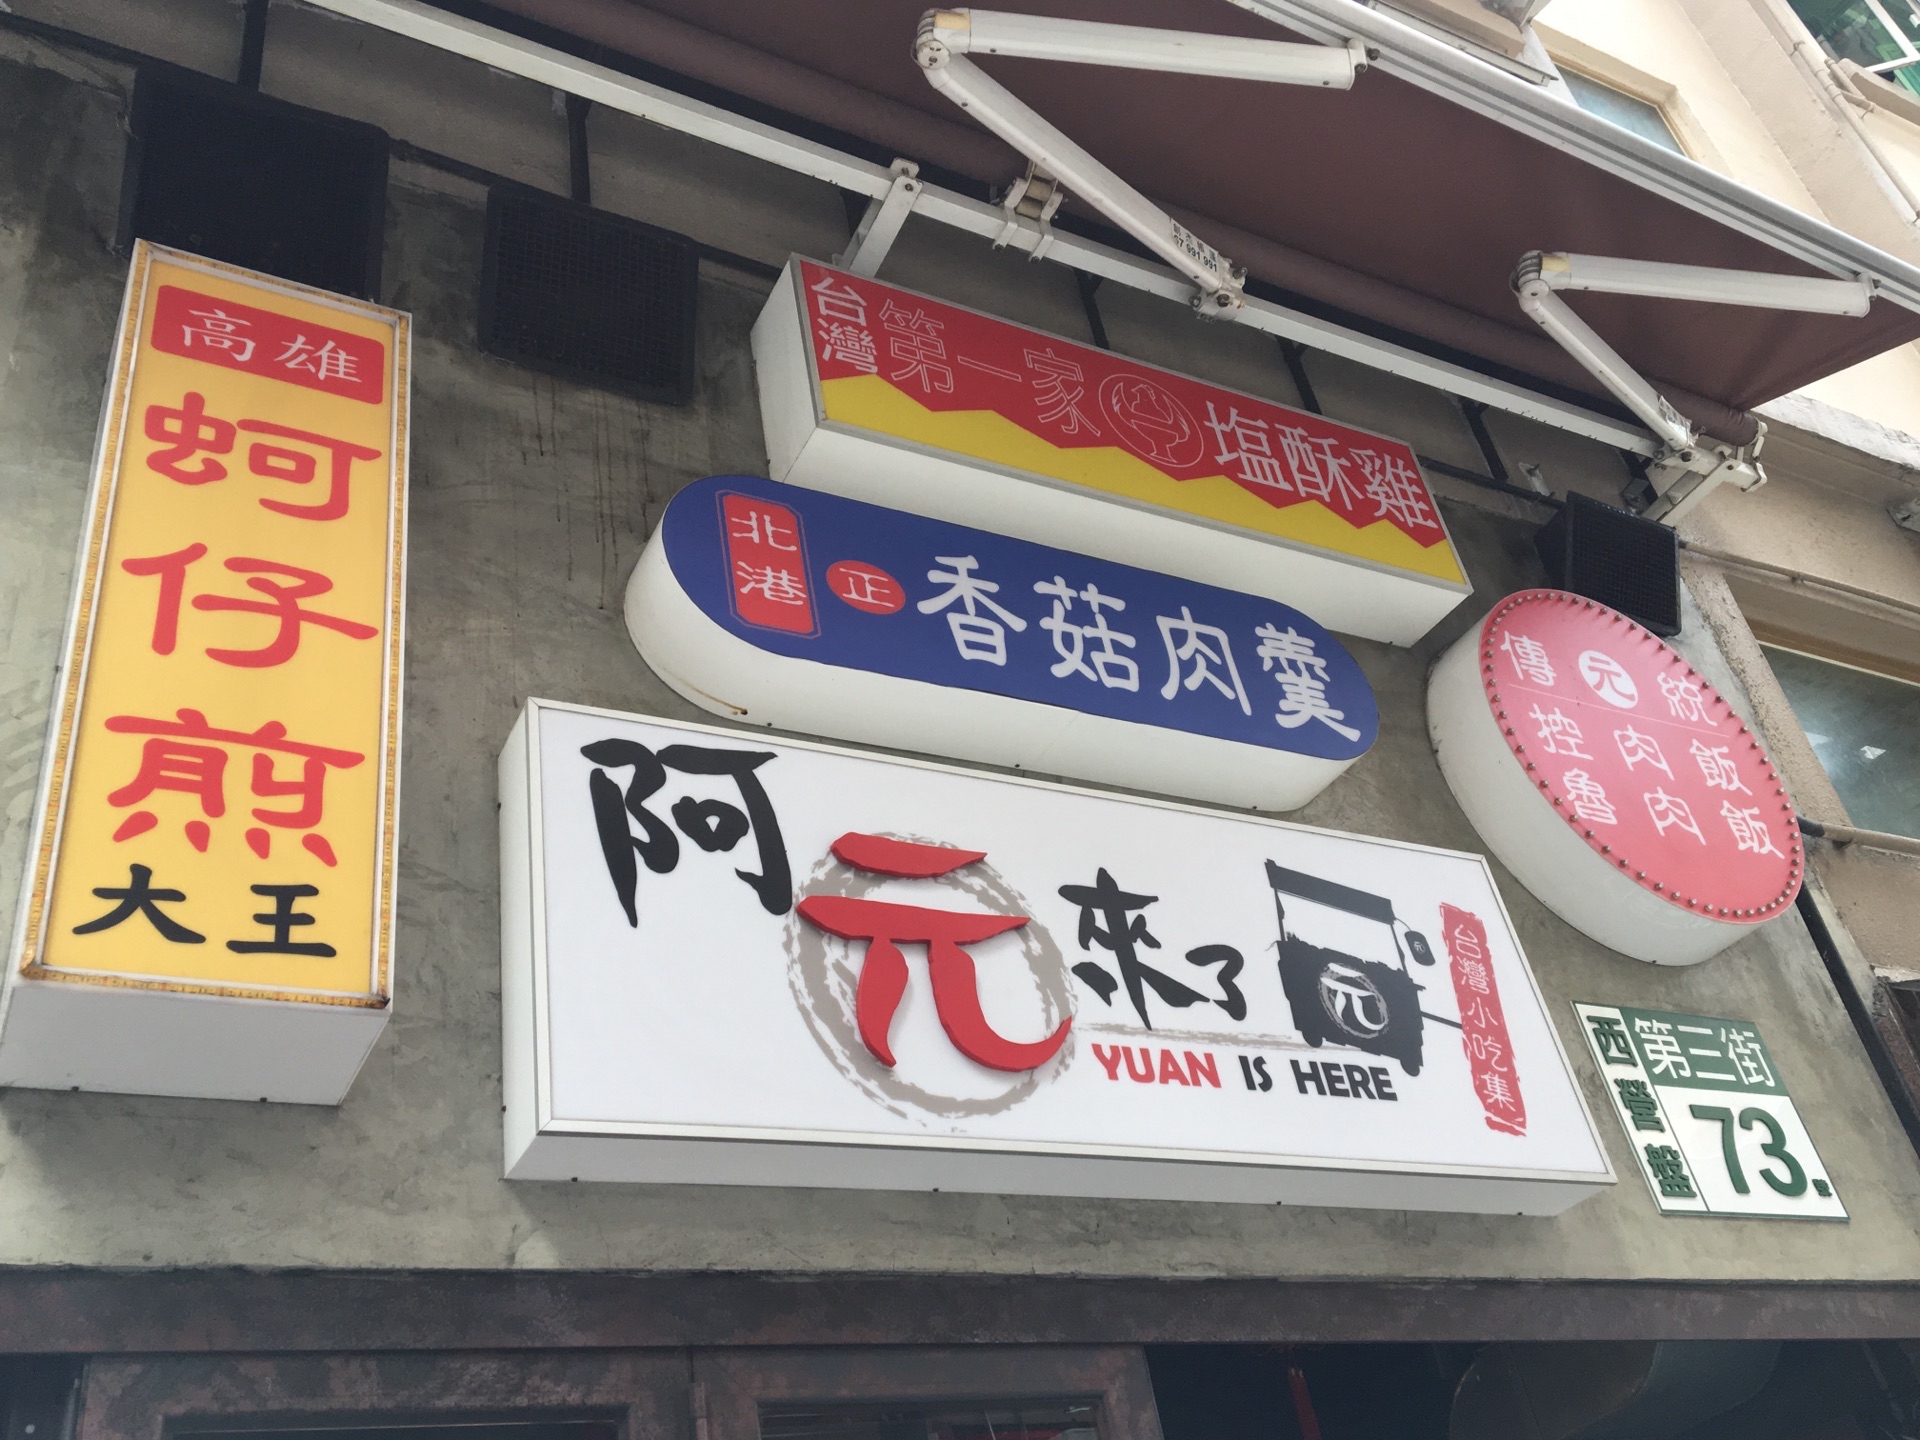 高雄
蚵仔煎
大王
台灣第一家塩酥雞
北港
正
香菇肉羹
傳元統
控肉飯
魯肉飯
阿元來了
元
元
YUAN IS HERE
台灣小吃集
西營盤
第三街
73